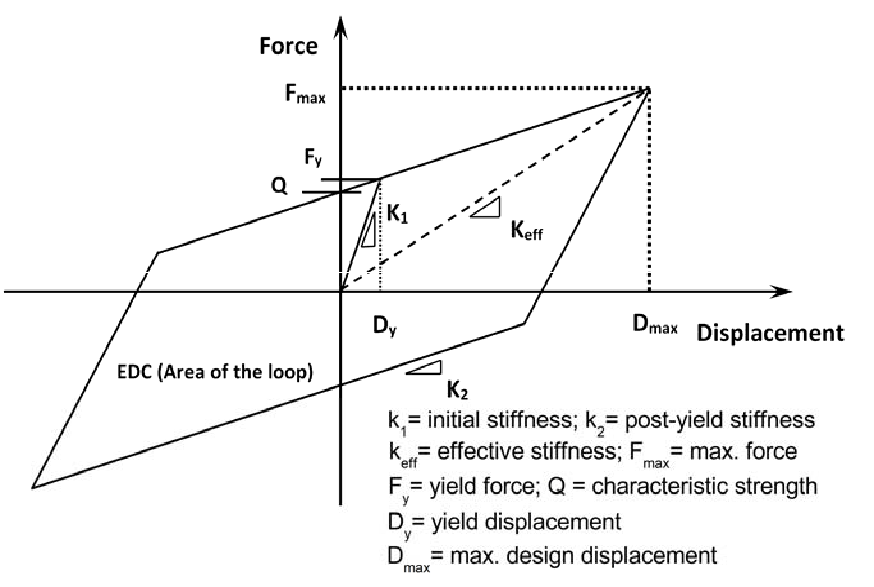 Force
Fmax
Fy
Q
K1
Keff
Dy
Dmax Displacement
EDC (Area of the loop)
K2
k1= initial stiffness; k2= post-yield stiffness
keff= effective stiffness; Fmax= max. force
Fy = yield force; Q = characteristic strength
Dy= yield displacement
Dmax= max. design displacement